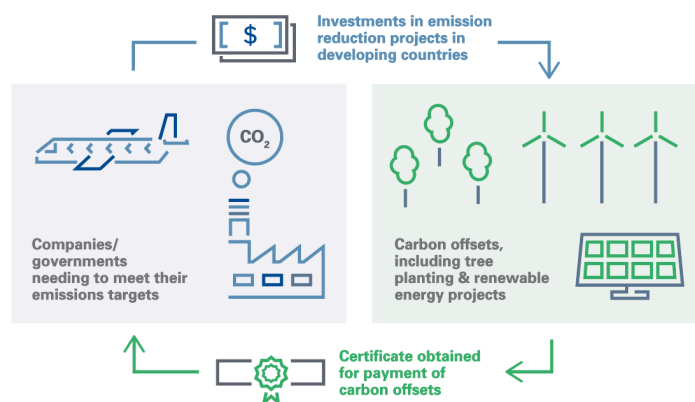 $
Investments in emission
reduction projects in
developing countries
CO₂
Companies/
governments
needing to meet their
emissions targets
Carbon offsets,
including tree
planting & renewable
energy projects
Certificate obtained
for payment of
carbon offsets